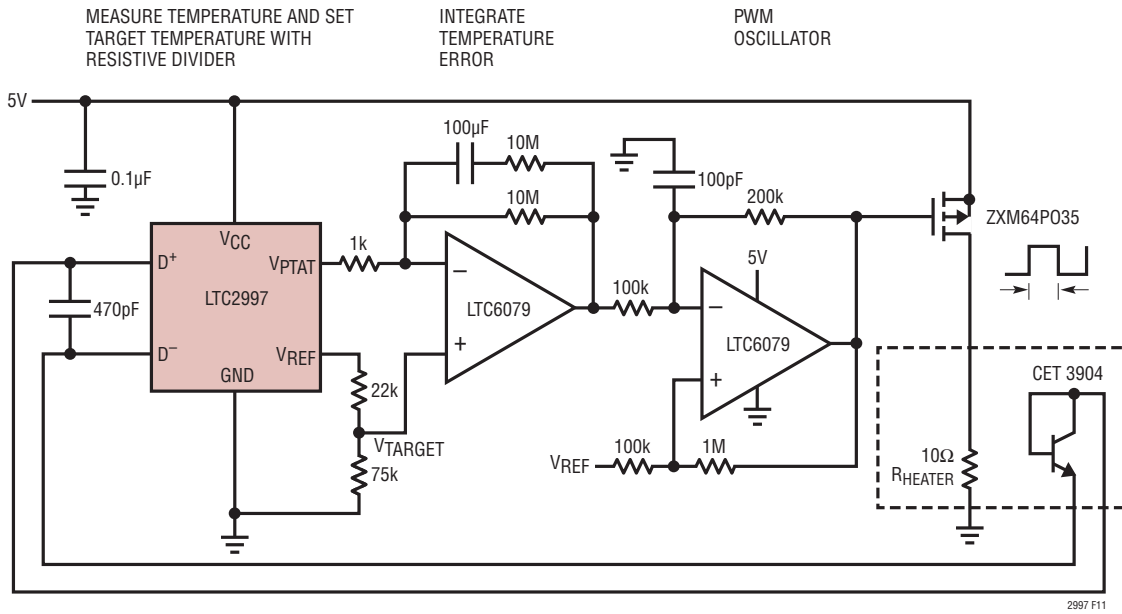 MEASURE TEMPERATURE AND SET
TARGET TEMPERATURE WITH
RESISTIVE DIVIDER
INTEGRATE
TEMPERATURE
ERROR
PWM
OSCILLATOR
5V
0.1µF
100µF
10M
10M
100pF
200k
ZXM64PO35
VCC
D+
VPTAT
1k
LTC2997
470pF
D−
VREF
GND
−
LTC6079
+
100k
5V
−
LTC6079
+
22k
VTARGET
75k
VREF
100k
1M
CET 3904
10Ω
RHEATER
2997 F11